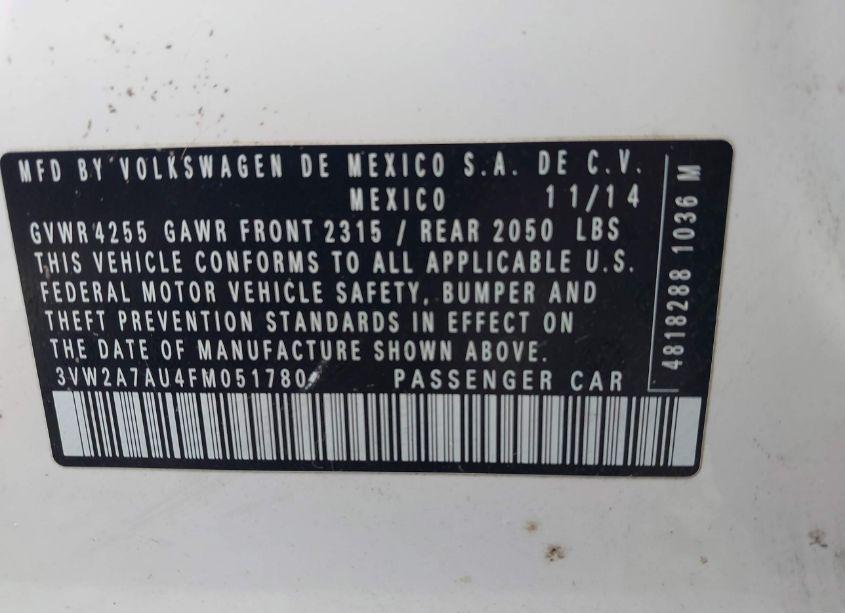 MFD BY VOLKSWAGEN DE MEXICO S.A. DE C.V.
MEXICO 11/14
GVWR 4255 GAWR FRONT 2315 / REAR 2050 LBS
THIS VEHICLE CONFORMS TO ALL APPLICABLE U.S.
FEDERAL MOTOR VEHICLE SAFETY, BUMPER AND
THEFT PREVENTION STANDARDS IN EFFECT ON
THE DATE OF MANUFACTURE SHOWN ABOVE.
3VW2A7AU4FM051780 PASSENGER CAR
4818288 1036 M